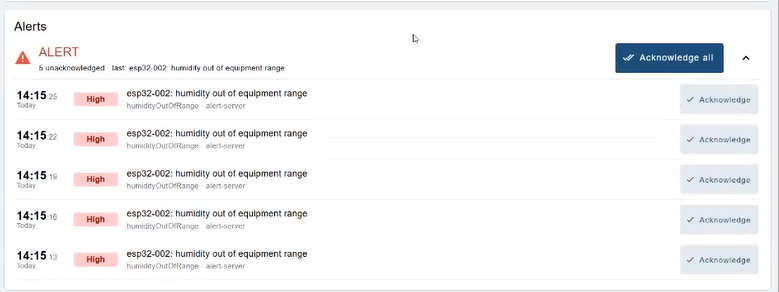 Alerts
ALERT
5 unacknowledged · last: esp32-002: humidity out of equipment range
Acknowledge all
14:15:25 High esp32-002: humidity out of equipment range Acknowledge
Today humidityOutOfRange · alert-server
14:15:22 High esp32-002: humidity out of equipment range Acknowledge
Today humidityOutOfRange · alert-server
14:15:19 High esp32-002: humidity out of equipment range Acknowledge
Today humidityOutOfRange · alert-server
14:15:16 High esp32-002: humidity out of equipment range Acknowledge
Today humidityOutOfRange · alert-server
14:15:13 High esp32-002: humidity out of equipment range Acknowledge
Today humidityOutOfRange · alert-server